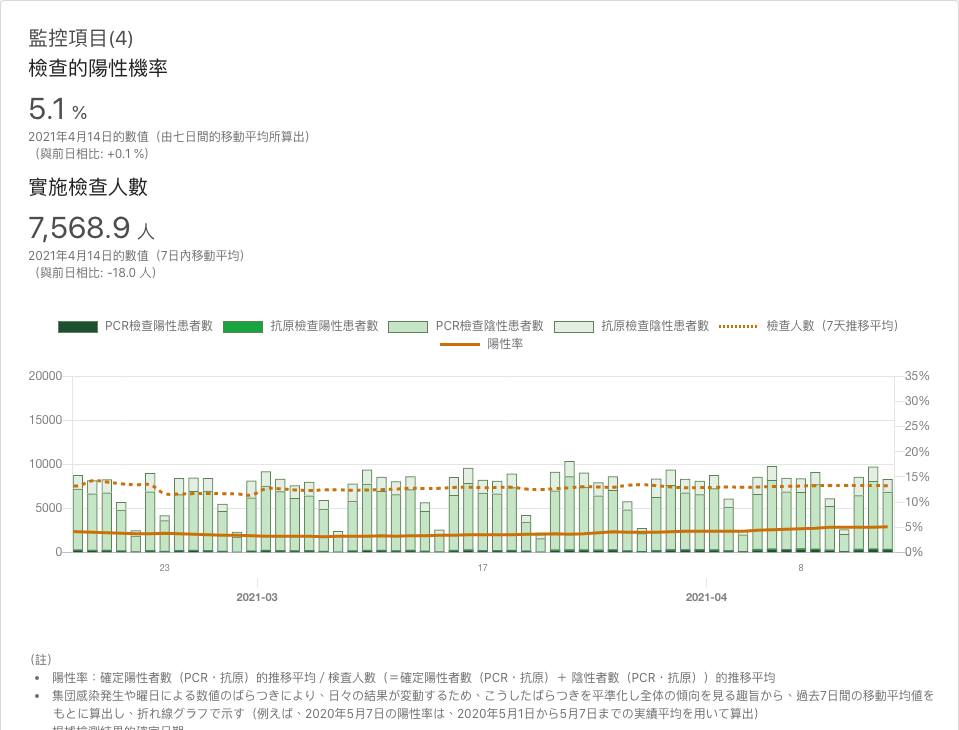 監控項目(4)
檢查的陽性機率
5.1 %
2021年4月14日的數值（由七日間的移動平均所算出）
（與前日相比: +0.1 %）
實施檢查人數
7,568.9 人
2021年4月14日的數值（7日內移動平均）
（與前日相比: -18.0 人）
PCR檢查陽性患者數 抗原檢查陽性患者數 PCR檢查陰性患者數 抗原檢查陰性患者數 檢查人數（7天推移平均）
陽性率
20000 35%
30%
15000
25%
20%
10000
15%
10%
5000
5%
0 0%
23 17 8
2021-03 2021-04
（註）
• 陽性率：確定陽性者數（PCR・抗原）的推移平均 / 検査人數（＝確定陽性者數（PCR・抗原）＋ 陰性者數（PCR・抗原））的推移平均
• 集団感染発生や曜日による数値のばらつきにより、日々の結果が変動するため、こうしたばらつきを平準化し全体の傾向を見る趣旨から、過去7日間の移動平均値を
もとに算出し、折れ線グラフで示す（例えば、2020年5月7日の陽性率は、2020年5月1日から5月7日までの実績平均を用いて算出）